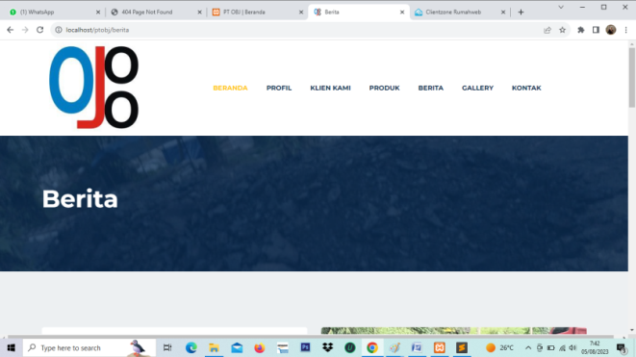 (1) WhatsApp
404 Page Not Found
PT OBJ | Beranda
Berita
Clientzone Rumahweb
localhost/ptobj/berita
OJO
O
BERANDA PROFIL KLIEN KAMI PRODUK BERITA GALLERY KONTAK
Berita
Type here to search
26°C
7:42
05/08/2023